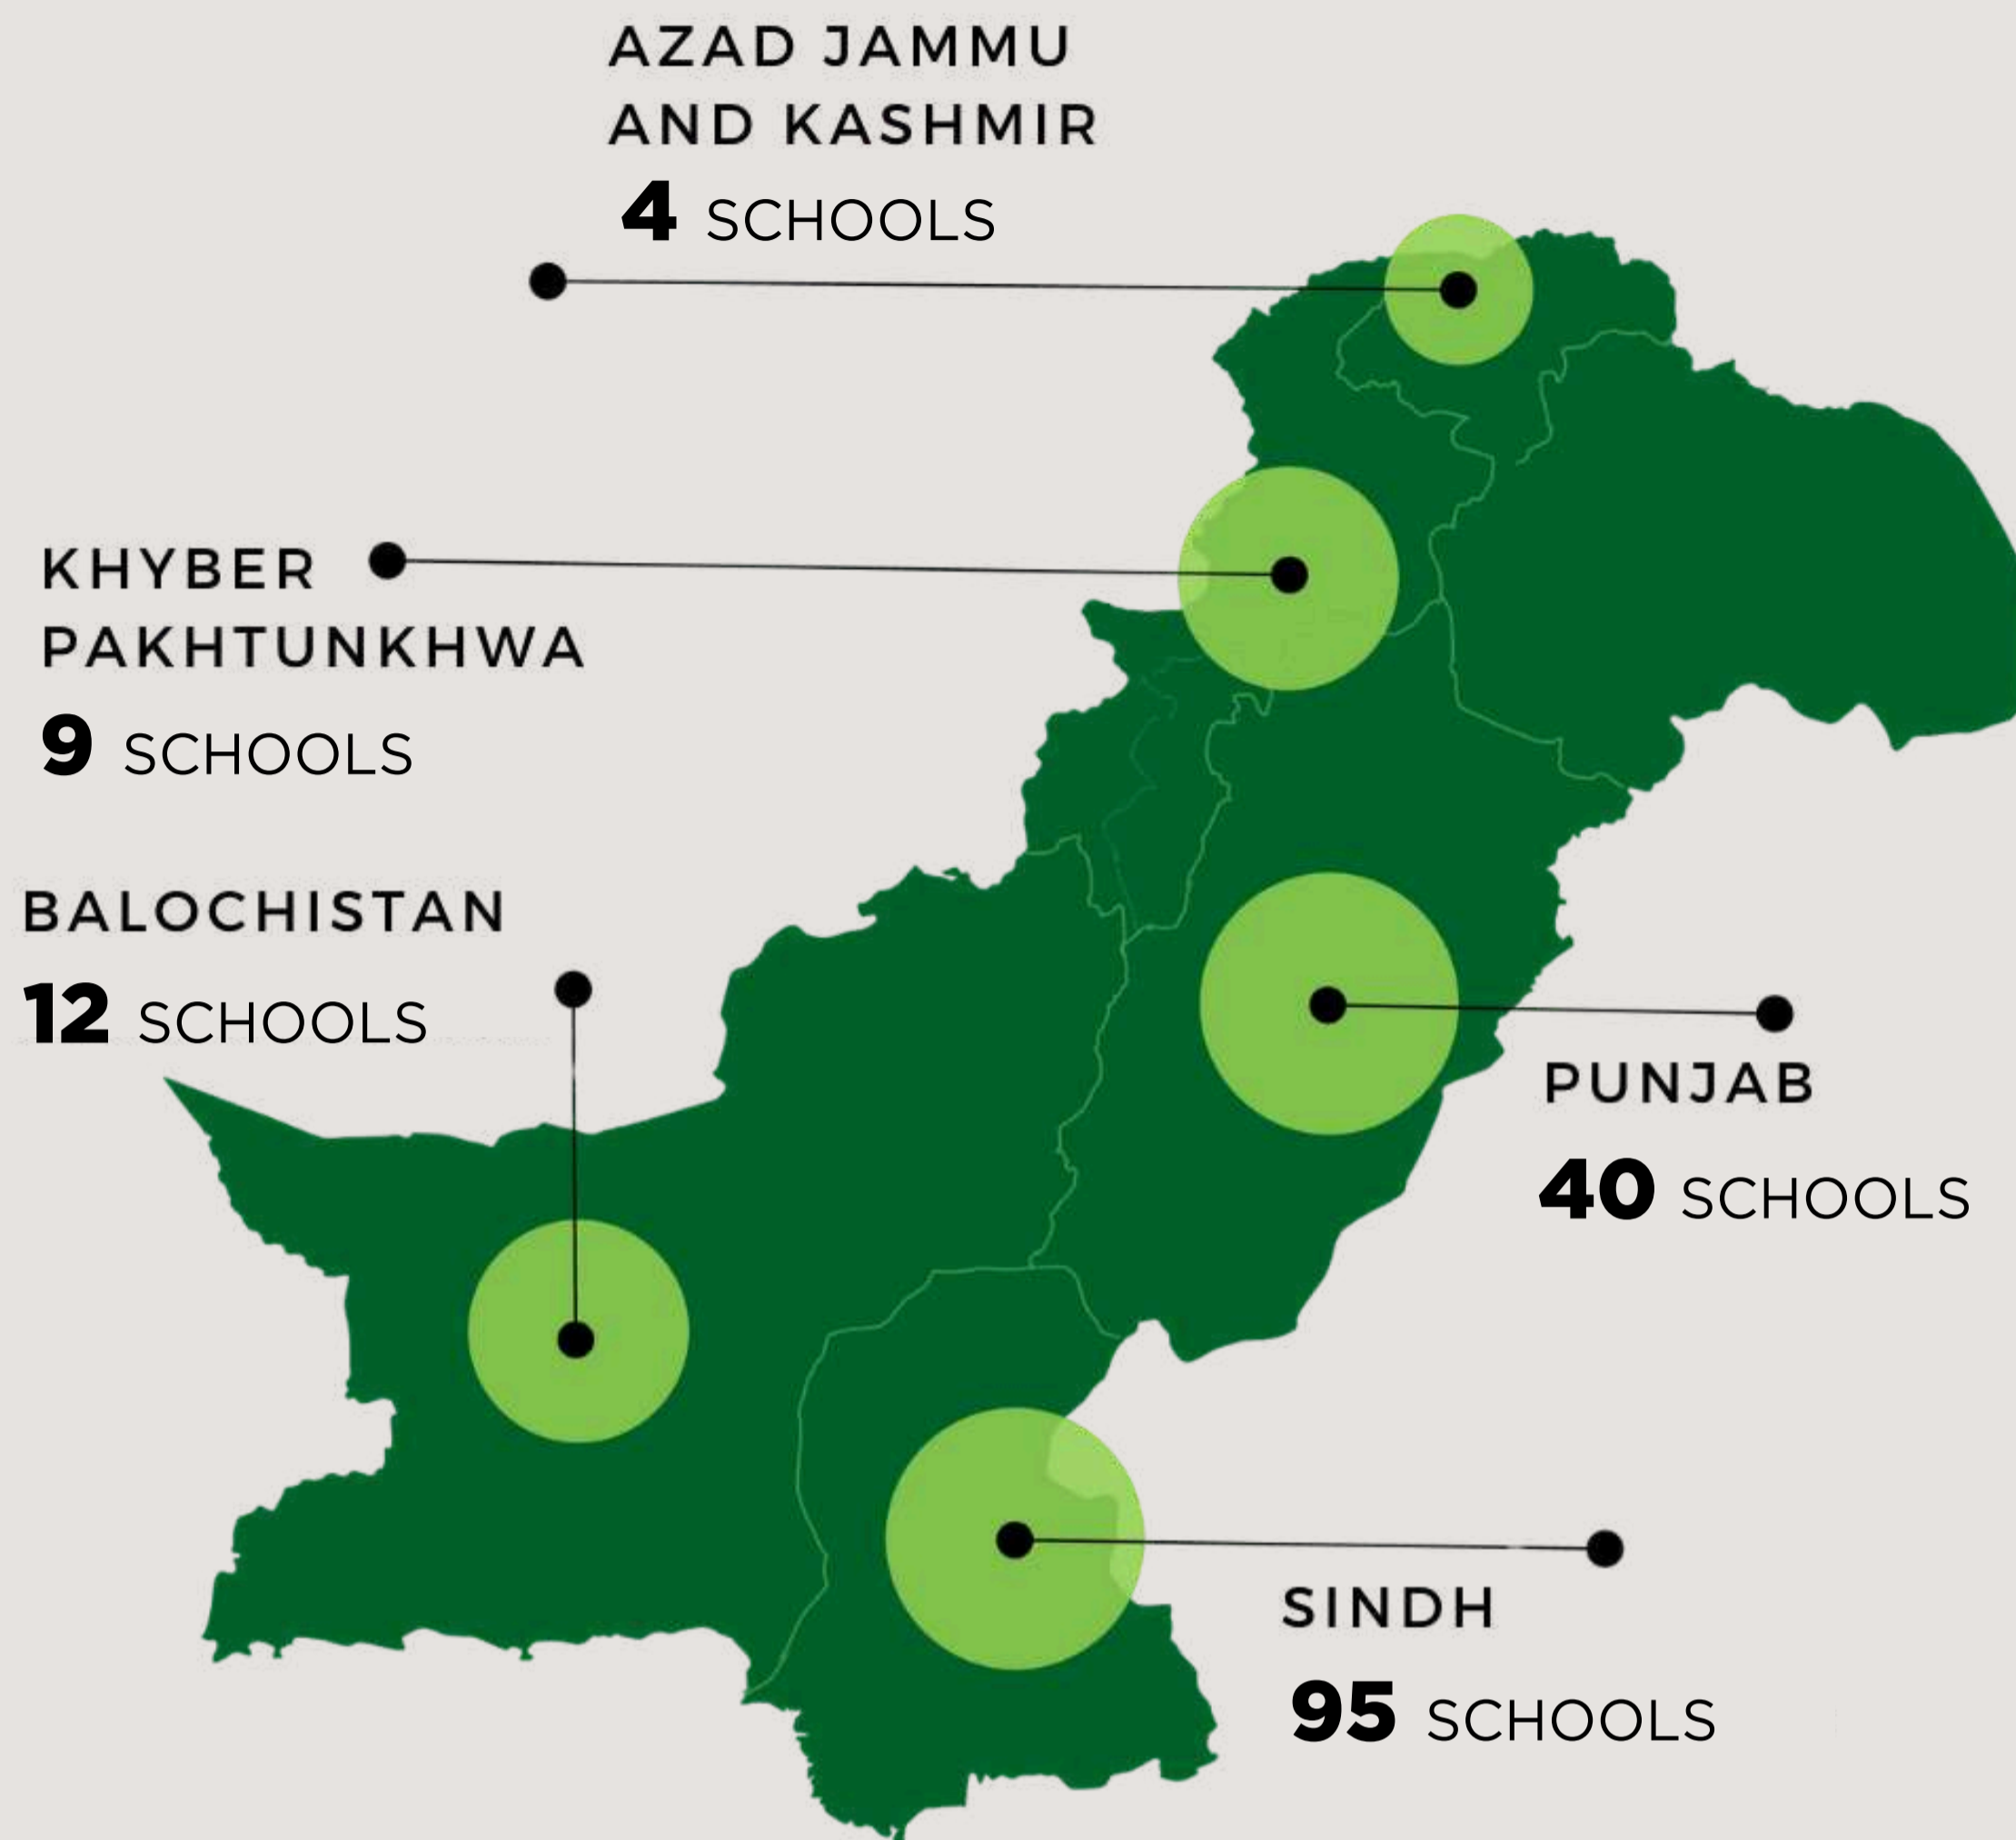 AZAD JAMMU
AND KASHMIR
4 SCHOOLS
KHYBER
PAKHTUNKHWA
9 SCHOOLS
BALOCHISTAN
12 SCHOOLS
PUNJAB
40 SCHOOLS
SINDH
95 SCHOOLS